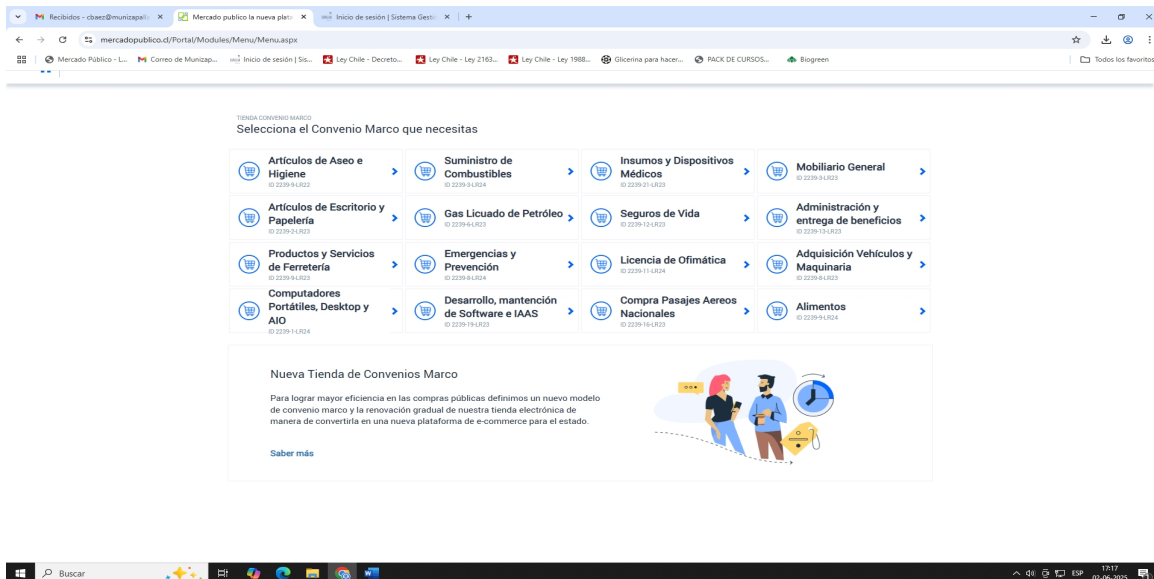 Recibidos - cbaez@munizapall
Mercado publico la nueva plata
Inicio de sesión | Sistema Gesti
mercadopublico.cl/Portal/Modules/Menu/Menu.aspx
Mercado Público - L...
Correo de Munizap...
Inicio de sesión | Sis...
Ley Chile - Decreto...
Ley Chile - Ley 2163...
Ley Chile - Ley 1988...
Glicerina para hacer...
PACK DE CURSOS...
Biogreen
Todos los favoritos
TIENDA CONVENIO MARCO
Selecciona el Convenio Marco que necesitas
Artículos de Aseo e
Higiene
ID 2239-9-LR22
Suministro de
Combustibles
ID 2239-3-LR24
Insumos y Dispositivos
Médicos
ID 2239-21-LR23
Mobiliario General
ID 2239-3-LR23
Artículos de Escritorio y
Papelería
ID 2239-2-LR23
Gas Licuado de Petróleo
ID 2239-6-LR23
Seguros de Vida
ID 2239-12-LR23
Administración y
entrega de beneficios
ID 2239-13-LR23
Productos y Servicios
de Ferretería
ID 2239-9-LR23
Emergencias y
Prevención
ID 2239-8-LR24
Licencia de Ofimática
ID 2239-11-LR24
Adquisición Vehículos y
Maquinaria
ID 2239-8-LR23
Computadores
Portátiles, Desktop y
AIO
ID 2239-1-LR24
Desarrollo, mantención
de Software e IAAS
ID 2239-19-LR23
Compra Pasajes Aereos
Nacionales
ID 2239-16-LR23
Alimentos
ID 2239-9-LR24
Nueva Tienda de Convenios Marco
Para lograr mayor eficiencia en las compras públicas definimos un nuevo modelo
de convenio marco y la renovación gradual de nuestra tienda electrónica de
manera de convertirla en una nueva plataforma de e-commerce para el estado.
Saber más
Buscar
ESP
17:17
02-06-2025